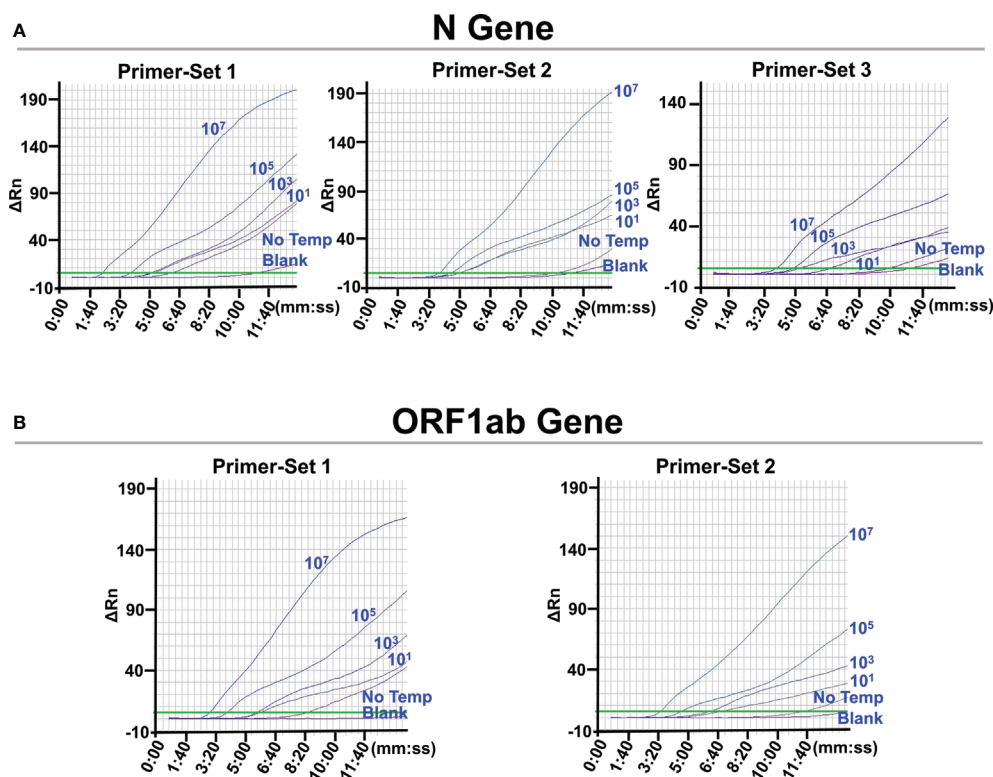 A
N Gene
Primer-Set 1
190
140
90
40
-10
ΔRn
10⁷
10⁵
10³
10¹
No Temp
Blank
0:00 1:40 3:20 5:00 6:40 8:20 10:00 11:40 (mm:ss)
Primer-Set 2
190
140
90
40
-10
ΔRn
10⁷
10⁵
10³
10¹
No Temp
Blank
0:00 1:40 3:20 5:00 6:40 8:20 10:00 11:40 (mm:ss)
Primer-Set 3
140
90
40
-10
ΔRn
10⁷
10⁵
10³
10¹
No Temp
Blank
0:00 1:40 3:20 5:00 6:40 8:20 10:00 11:40 (mm:ss)
B
ORF1ab Gene
Primer-Set 1
190
140
90
40
-10
ΔRn
10⁷
10⁵
10³
10¹
No Temp
Blank
0:00 1:40 3:20 5:00 6:40 8:20 10:00 11:40 (mm:ss)
Primer-Set 2
190
140
90
40
-10
ΔRn
10⁷
10⁵
10³
10¹
No Temp
Blank
0:00 1:40 3:20 5:00 6:40 8:20 10:00 11:40 (mm:ss)